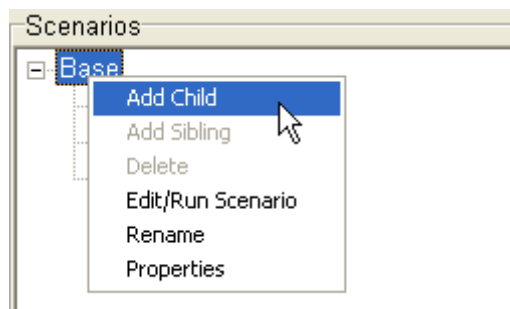 Scenarios
Base
Add Child
Add Sibling
Delete
Edit/Run Scenario
Rename
Properties